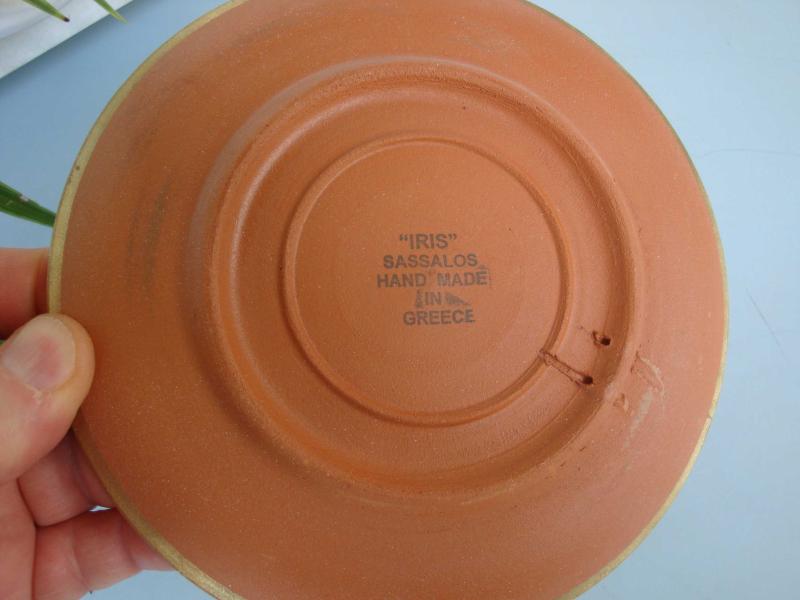 “IRIS”
SASSALOS
HAND MADE
IN
GREECE